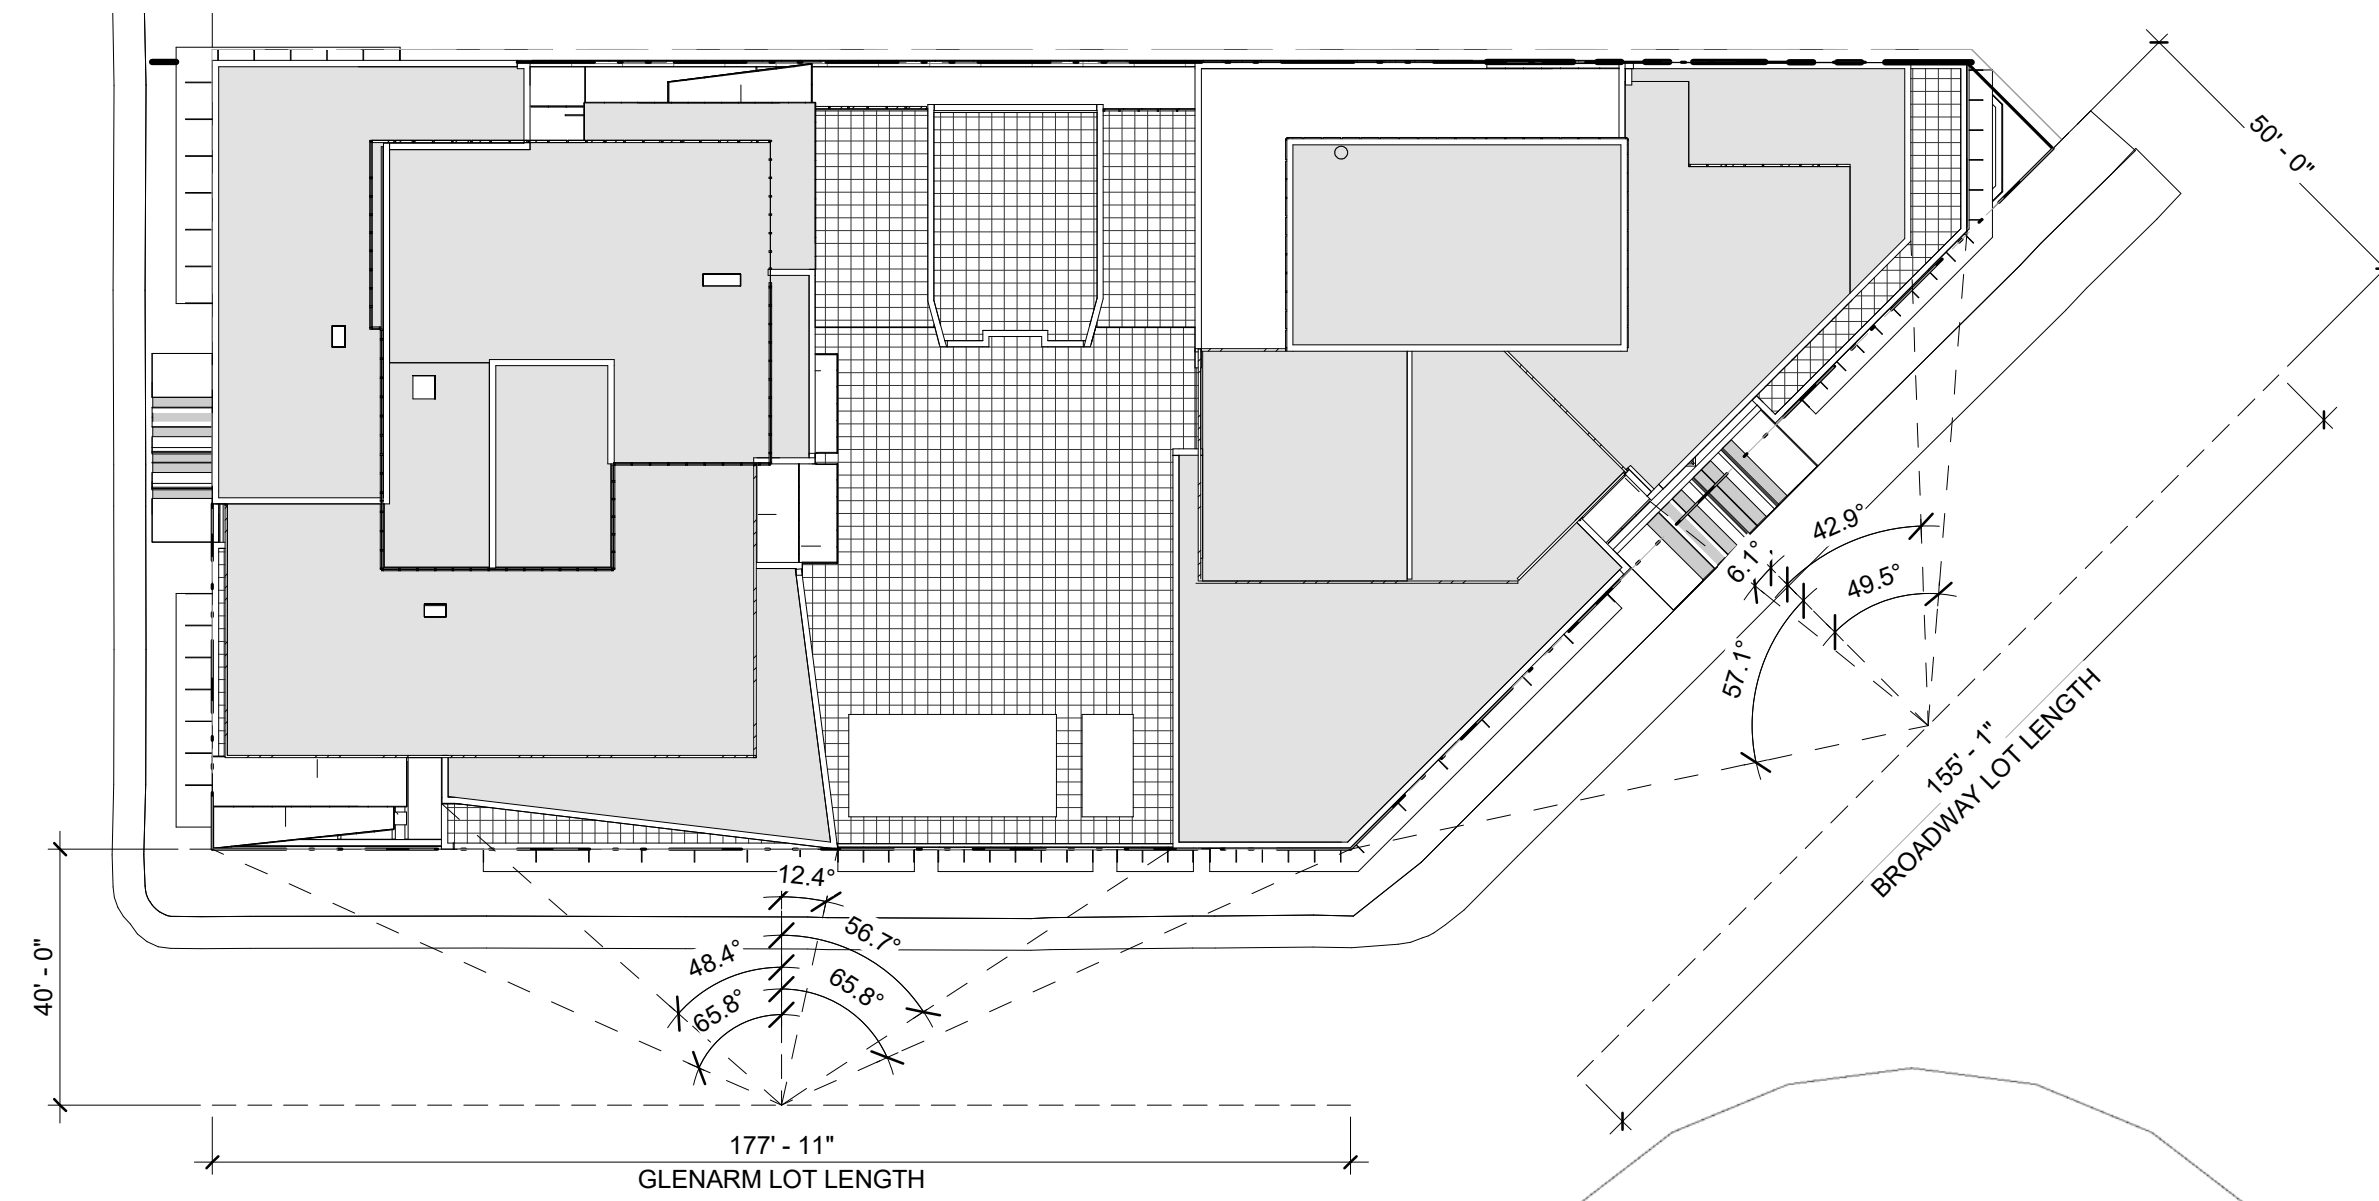 50' - 0"
42.9°
6.1°
49.5°
57.1°
155' - 1"
BROADWAY LOT LENGTH
12.4°
56.7°
48.4°
65.8°
65.8°
40' - 0"
177' - 11"
GLENARM LOT LENGTH